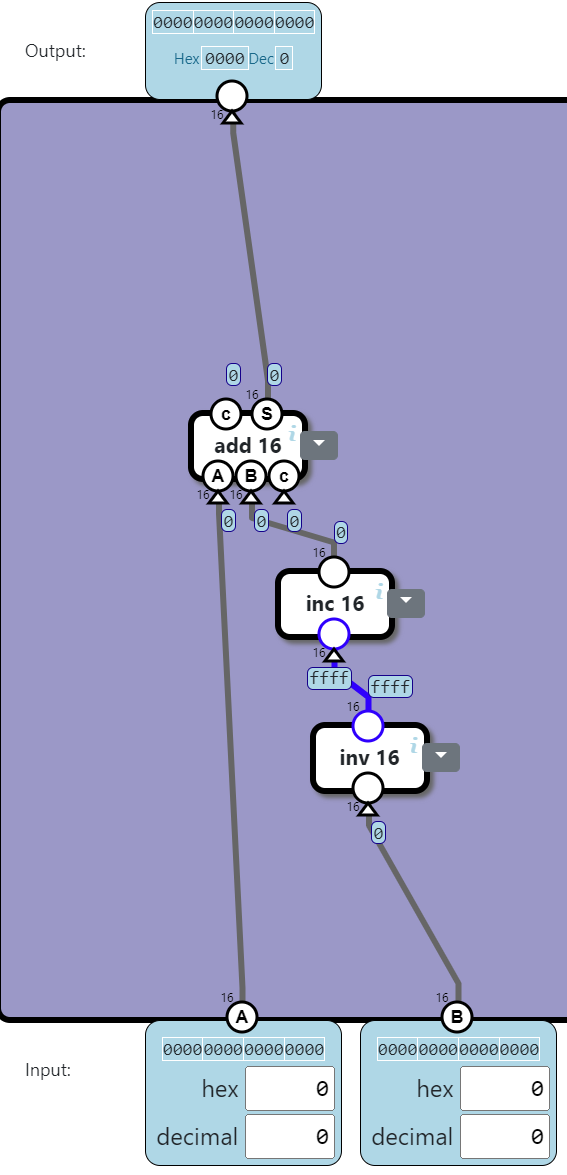 0000000000000000
Output:
Hex 0000 Dec 0
16
0 0
16
c S
i
add 16
A B c
16 16
0 0 0 0
16
i
inc 16
16
ffff ffff
16
i
inv 16
16
0
16 16
A B
0000000000000000 0000000000000000
Input:
hex 0 hex 0
decimal 0 decimal 0